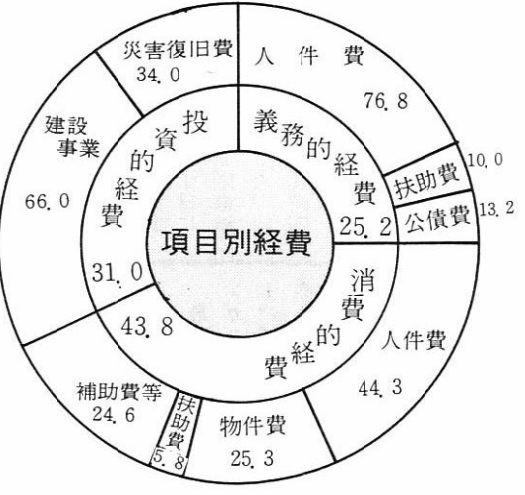 項目別経費
義務的経費
25.2
人件費
76.8
扶助費
10.0
公債費
13.2
消費的経費
43.8
人件費
44.3
物件費
25.3
扶助費
5.8
補助費等
24.6
投資的経費
31.0
建設
事業
66.0
災害復旧費
34.0